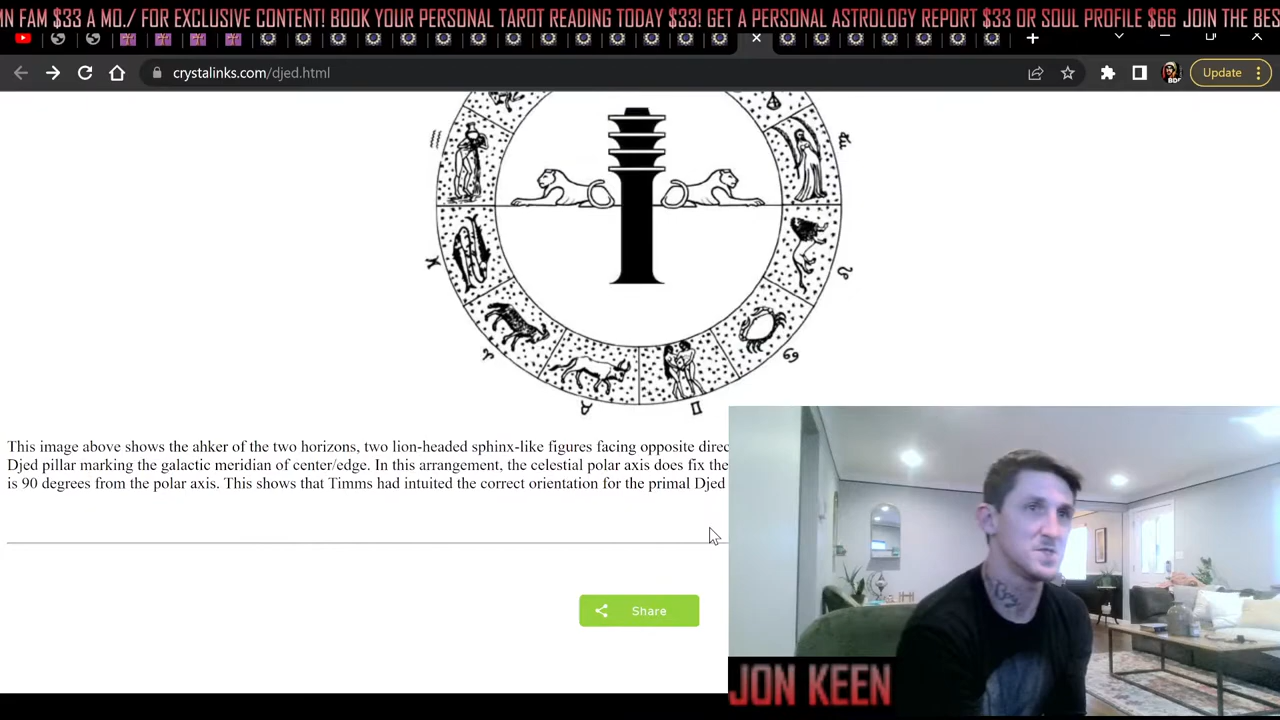 MN FAM $33 A MO./ FOR EXCLUSIVE CONTENT! BOOK YOUR PERSONAL TAROT READING TODAY $33! GET A PERSONAL ASTROLOGY REPORT $33 OR SOUL PROFILE $66 JOIN THE BES
crystalinks.com/djed.html
Update
This image above shows the ahker of the two horizons, two lion-headed sphinx-like figures facing opposite direc
Djed pillar marking the galactic meridian of center/edge. In this arrangement, the celestial polar axis does fix the
is 90 degrees from the polar axis. This shows that Timms had intuited the correct orientation for the primal Djed
Share
JON KEEN